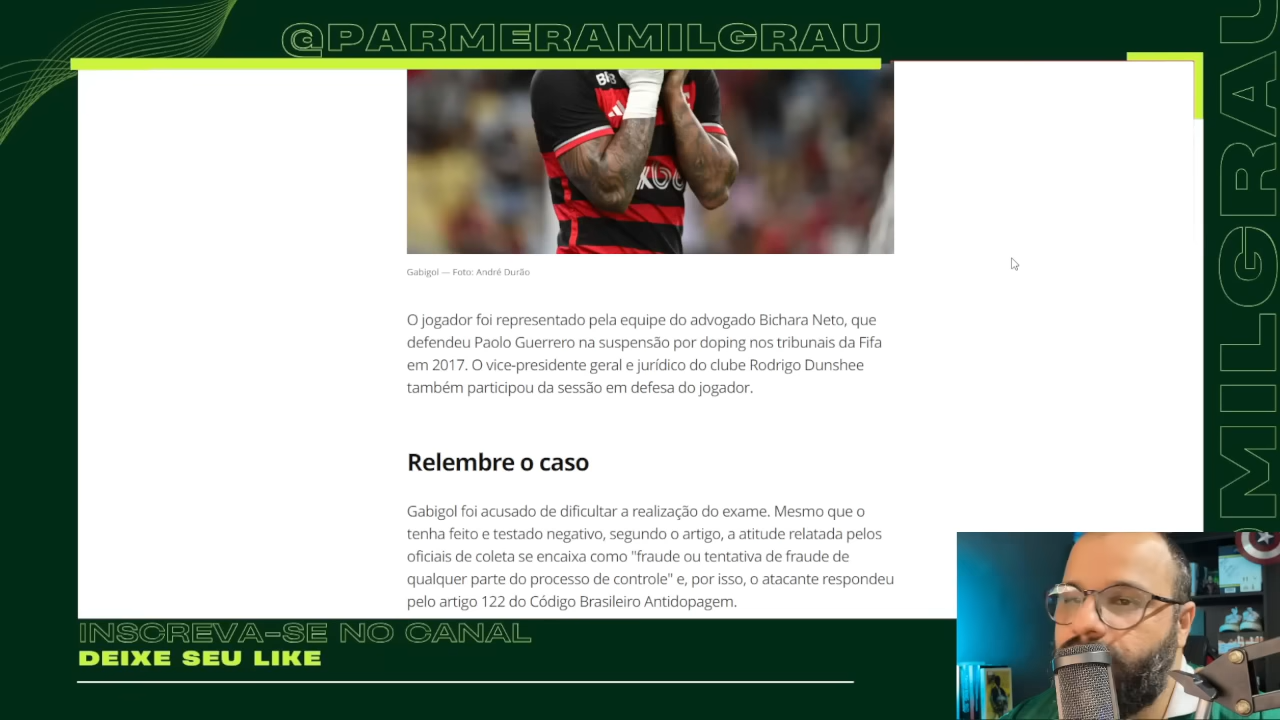 @PARMERAMILGRAU
Gabigol — Foto: André Durão
O jogador foi representado pela equipe do advogado Bichara Neto, que
defendeu Paolo Guerrero na suspensão por doping nos tribunais da Fifa
em 2017. O vice-presidente geral e jurídico do clube Rodrigo Dunshee
também participou da sessão em defesa do jogador.
Relembre o caso
Gabigol foi acusado de dificultar a realização do exame. Mesmo que o
tenha feito e testado negativo, segundo o artigo, a atitude relatada pelos
oficiais de coleta se encaixa como "fraude ou tentativa de fraude de
qualquer parte do processo de controle" e, por isso, o atacante respondeu
pelo artigo 122 do Código Brasileiro Antidopagem.
INSCREVA-SE NO CANAL
DEIXE SEU LIKE
MILGRAU